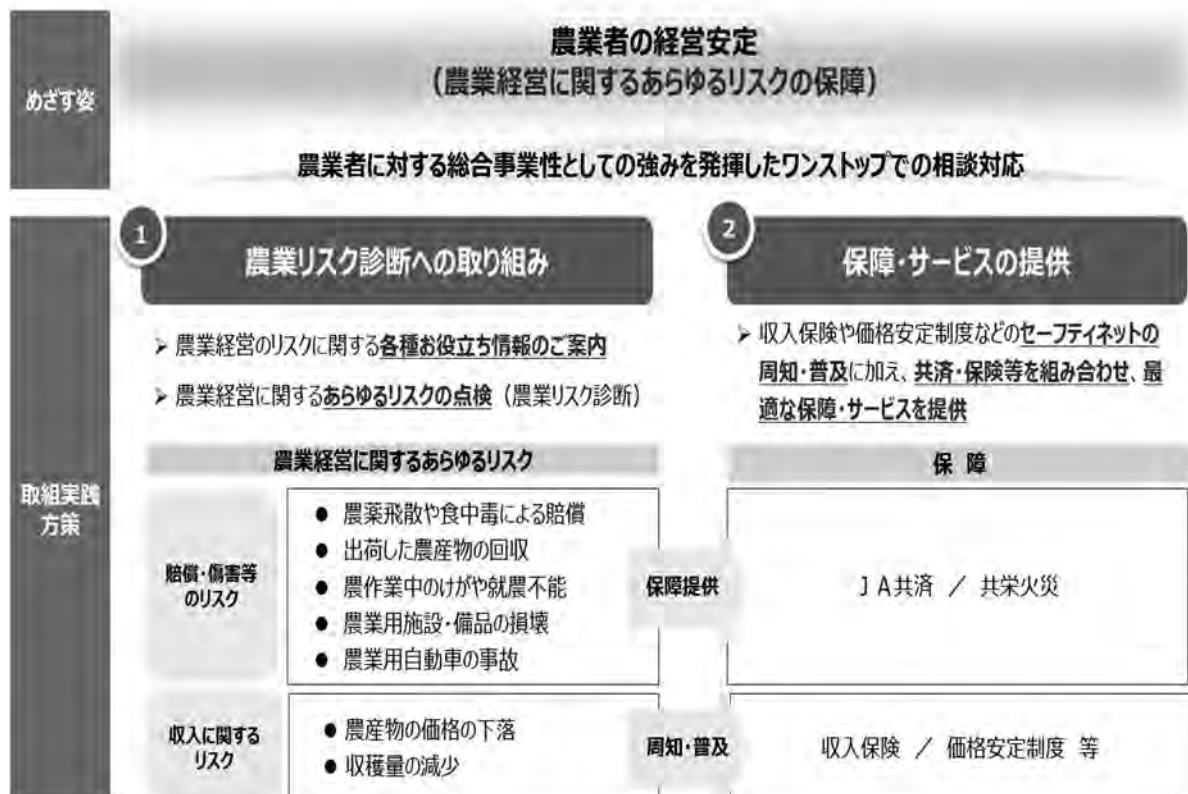 めざす姿
農業者の経営安定
（農業経営に関するあらゆるリスクの保障）
農業者に対する総合事業性としての強みを発揮したワンストップでの相談対応
取組実践
方策
1
農業リスク診断への取り組み
➢ 農業経営のリスクに関する各種お役立ち情報のご案内
➢ 農業経営に関するあらゆるリスクの点検（農業リスク診断）
2
保障・サービスの提供
➢ 収入保険や価格安定制度などのセーフティネットの
周知・普及に加え、共済・保険等を組み合わせ、最
適な保障・サービスを提供
農業経営に関するあらゆるリスク
保 障
賠償・傷害等
のリスク
● 農薬飛散や食中毒による賠償
● 出荷した農産物の回収
● 農作業中のけがや就農不能
● 農業用施設・備品の損壊
● 農業用自動車の事故
保障提供
ＪＡ共済 ／ 共栄火災
収入に関する
リスク
● 農産物の価格の下落
● 収穫量の減少
周知・普及
収入保険 ／ 価格安定制度 等